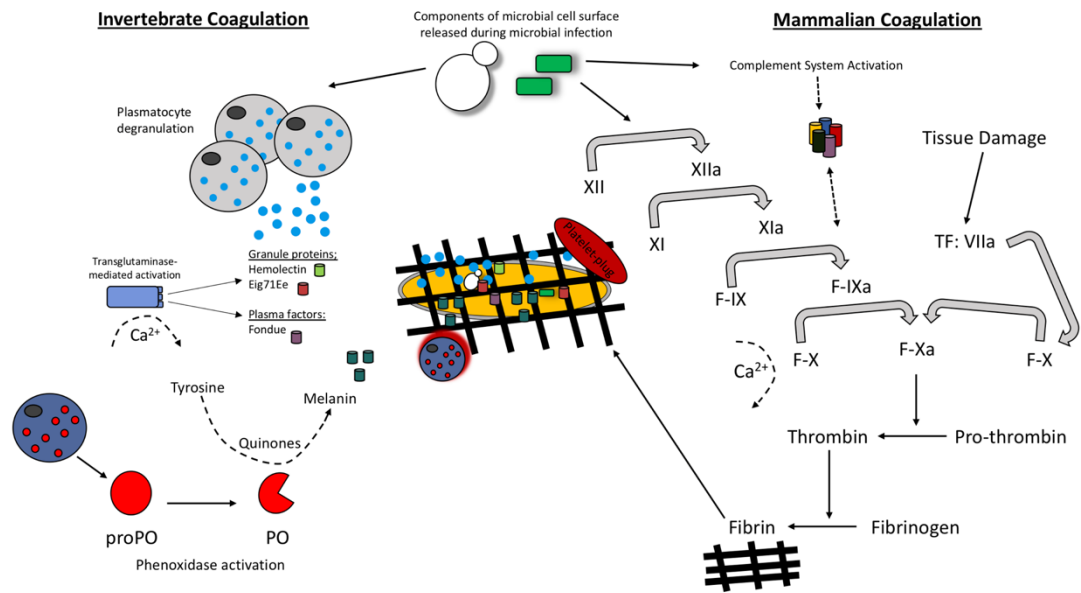 Invertebrate Coagulation
Components of microbial cell surface
released during microbial infection
Mammalian Coagulation
Complement System Activation
Plasmatocyte
degranulation
Tissue Damage
XII
XIIa
XI
XIa
TF: VIIa
Platelet-plug
Transglutaminase-
mediated activation
Granule proteins;
Hemolectin
Eig71Ee
Plasma factors:
Fondue
F-IX
F-IXa
Ca²⁺
F-X
F-Xa
F-X
Ca²⁺
Tyrosine
Melanin
Quinones
Thrombin
Pro-thrombin
proPO
PO
Fibrin
Fibrinogen
Phenoxidase activation